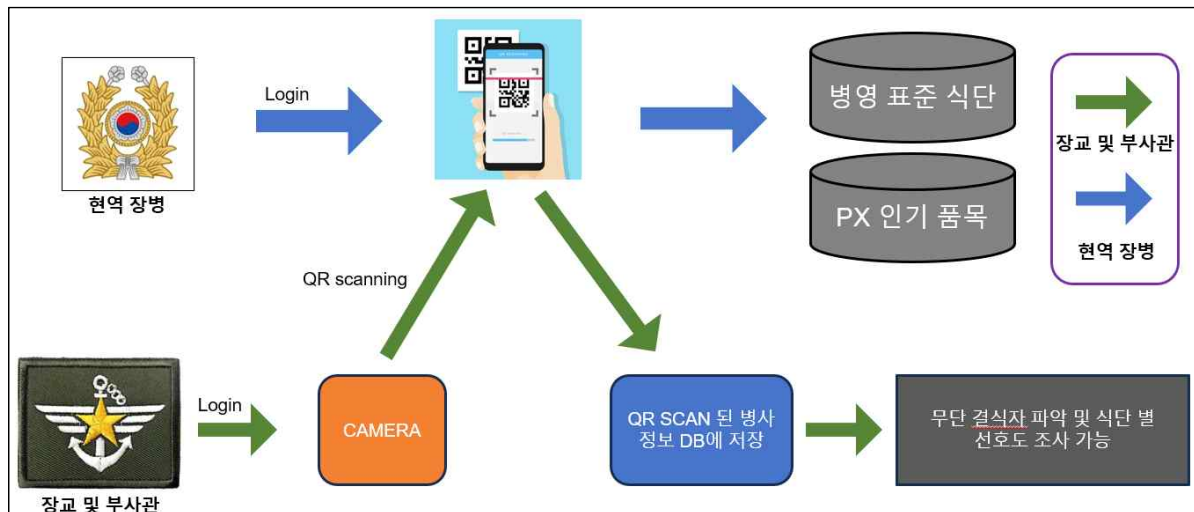 Login
현역 장병
병영 표준 식단
PX 인기 품목
장교 및 부사관
현역 장병
QR scanning
Login
장교 및 부사관
CAMERA
QR SCAN 된 병사
정보 DB에 저장
무단 결식자 파악 및 식단 별
선호도 조사 가능